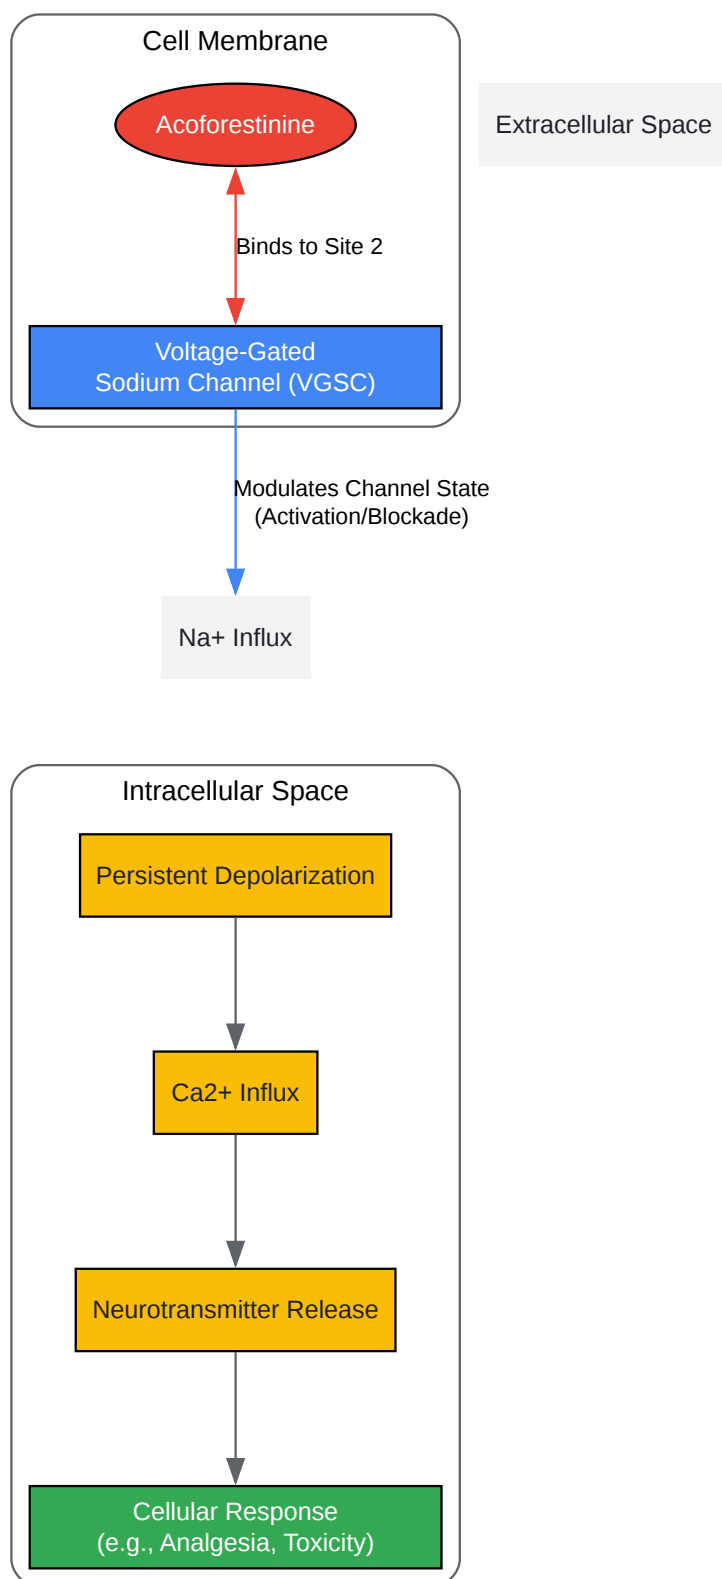 Cell Membrane
Acoforestinine
Extracellular Space
Binds to Site 2
Voltage-Gated
Sodium Channel (VGSC)
Modulates Channel State
(Activation/Blockade)
Na+ Influx
Intracellular Space
Persistent Depolarization
Ca2+ Influx
Neurotransmitter Release
Cellular Response
(e.g., Analgesia, Toxicity)